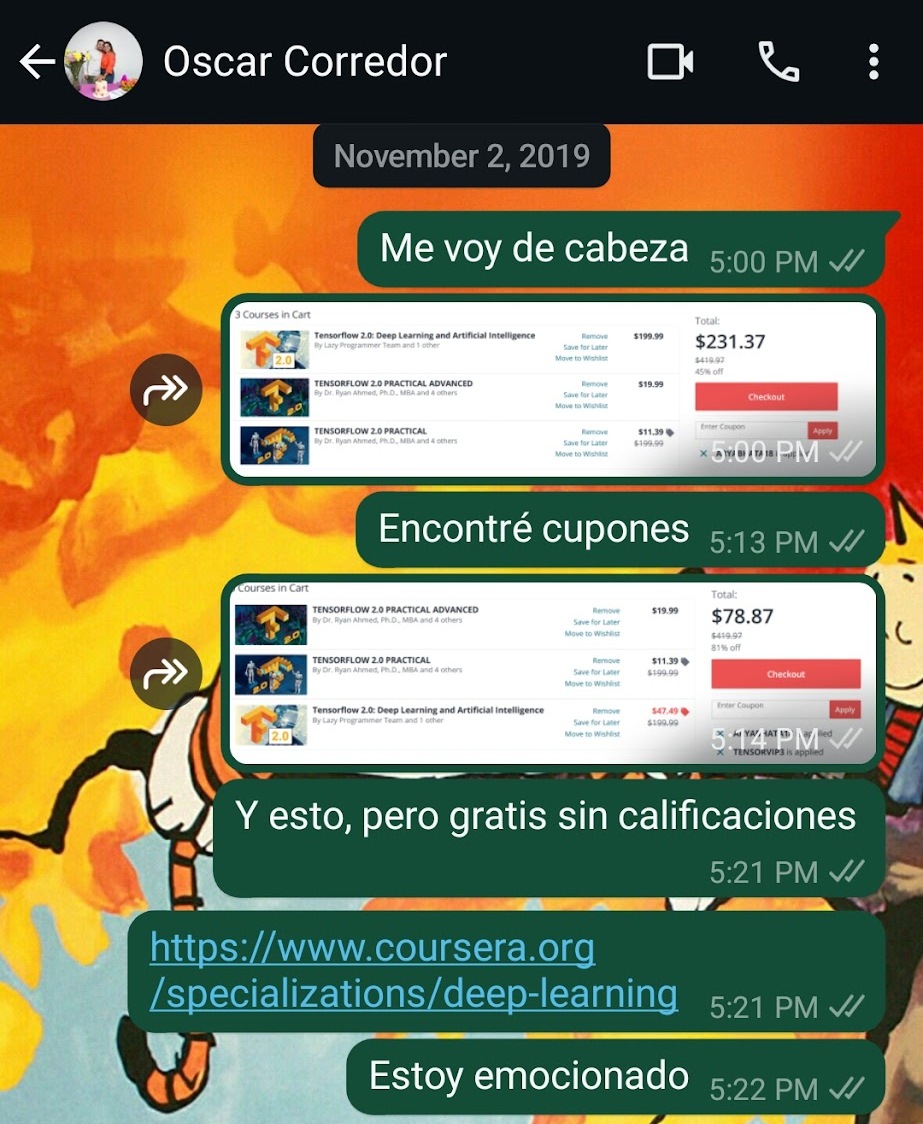 Oscar Corredor
November 2, 2019
Me voy de cabeza
5:00 PM
3 Courses in Cart
Tensorflow 2.0: Deep Learning and Artificial Intelligence
By Lazy Programmer Team and 1 other
Remove
Save for Later
Move to Wishlist
$199.99
TENSORFLOW 2.0 PRACTICAL ADVANCED
By Dr. Ryan Ahmed, Ph.D., MBA and 4 others
Remove
Save for Later
Move to Wishlist
$19.99
TENSORFLOW 2.0 PRACTICAL
By Dr. Ryan Ahmed, Ph.D., MBA and 4 others
Remove
Save for Later
Move to Wishlist
$11.39
$199.99
Total:
$231.37
$419.97
45% off
Checkout
Enter Coupon
Apply
5:00 PM
Encontré cupones
5:13 PM
Courses in Cart
TENSORFLOW 2.0 PRACTICAL ADVANCED
By Dr. Ryan Ahmed, Ph.D., MBA and 4 others
Remove
Save for Later
Move to Wishlist
$19.99
TENSORFLOW 2.0 PRACTICAL
By Dr. Ryan Ahmed, Ph.D., MBA and 4 others
Remove
Save for Later
Move to Wishlist
$11.39
$199.99
Tensorflow 2.0: Deep Learning and Artificial Intelligence
By Lazy Programmer Team and 1 other
2.0
Remove
Save for Later
Move to Wishlist
$47.49
$199.99
Total:
$78.87
$419.97
81% off
Checkout
Enter Coupon
Apply
applied
TENSORVIP3 is applied
5:14 PM
Y esto, pero gratis sin calificaciones
5:21 PM
https://www.coursera.org
/specializations/deep-learning
5:21 PM
Estoy emocionado
5:22 PM